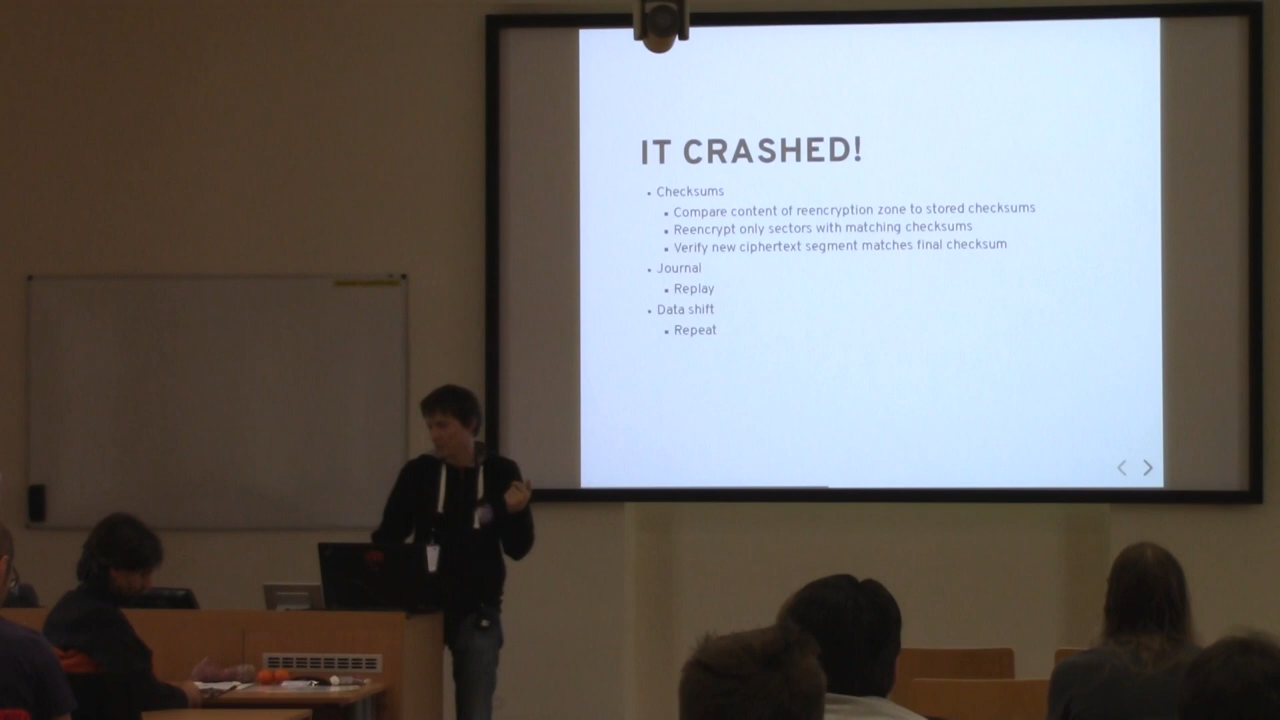 IT CRASHED!
Checksums
Compare content of reencryption zone to stored checksums
Reencrypt only sectors with matching checksums
Verify new ciphertext segment matches final checksum
Journal
Replay
Data shift
Repeat